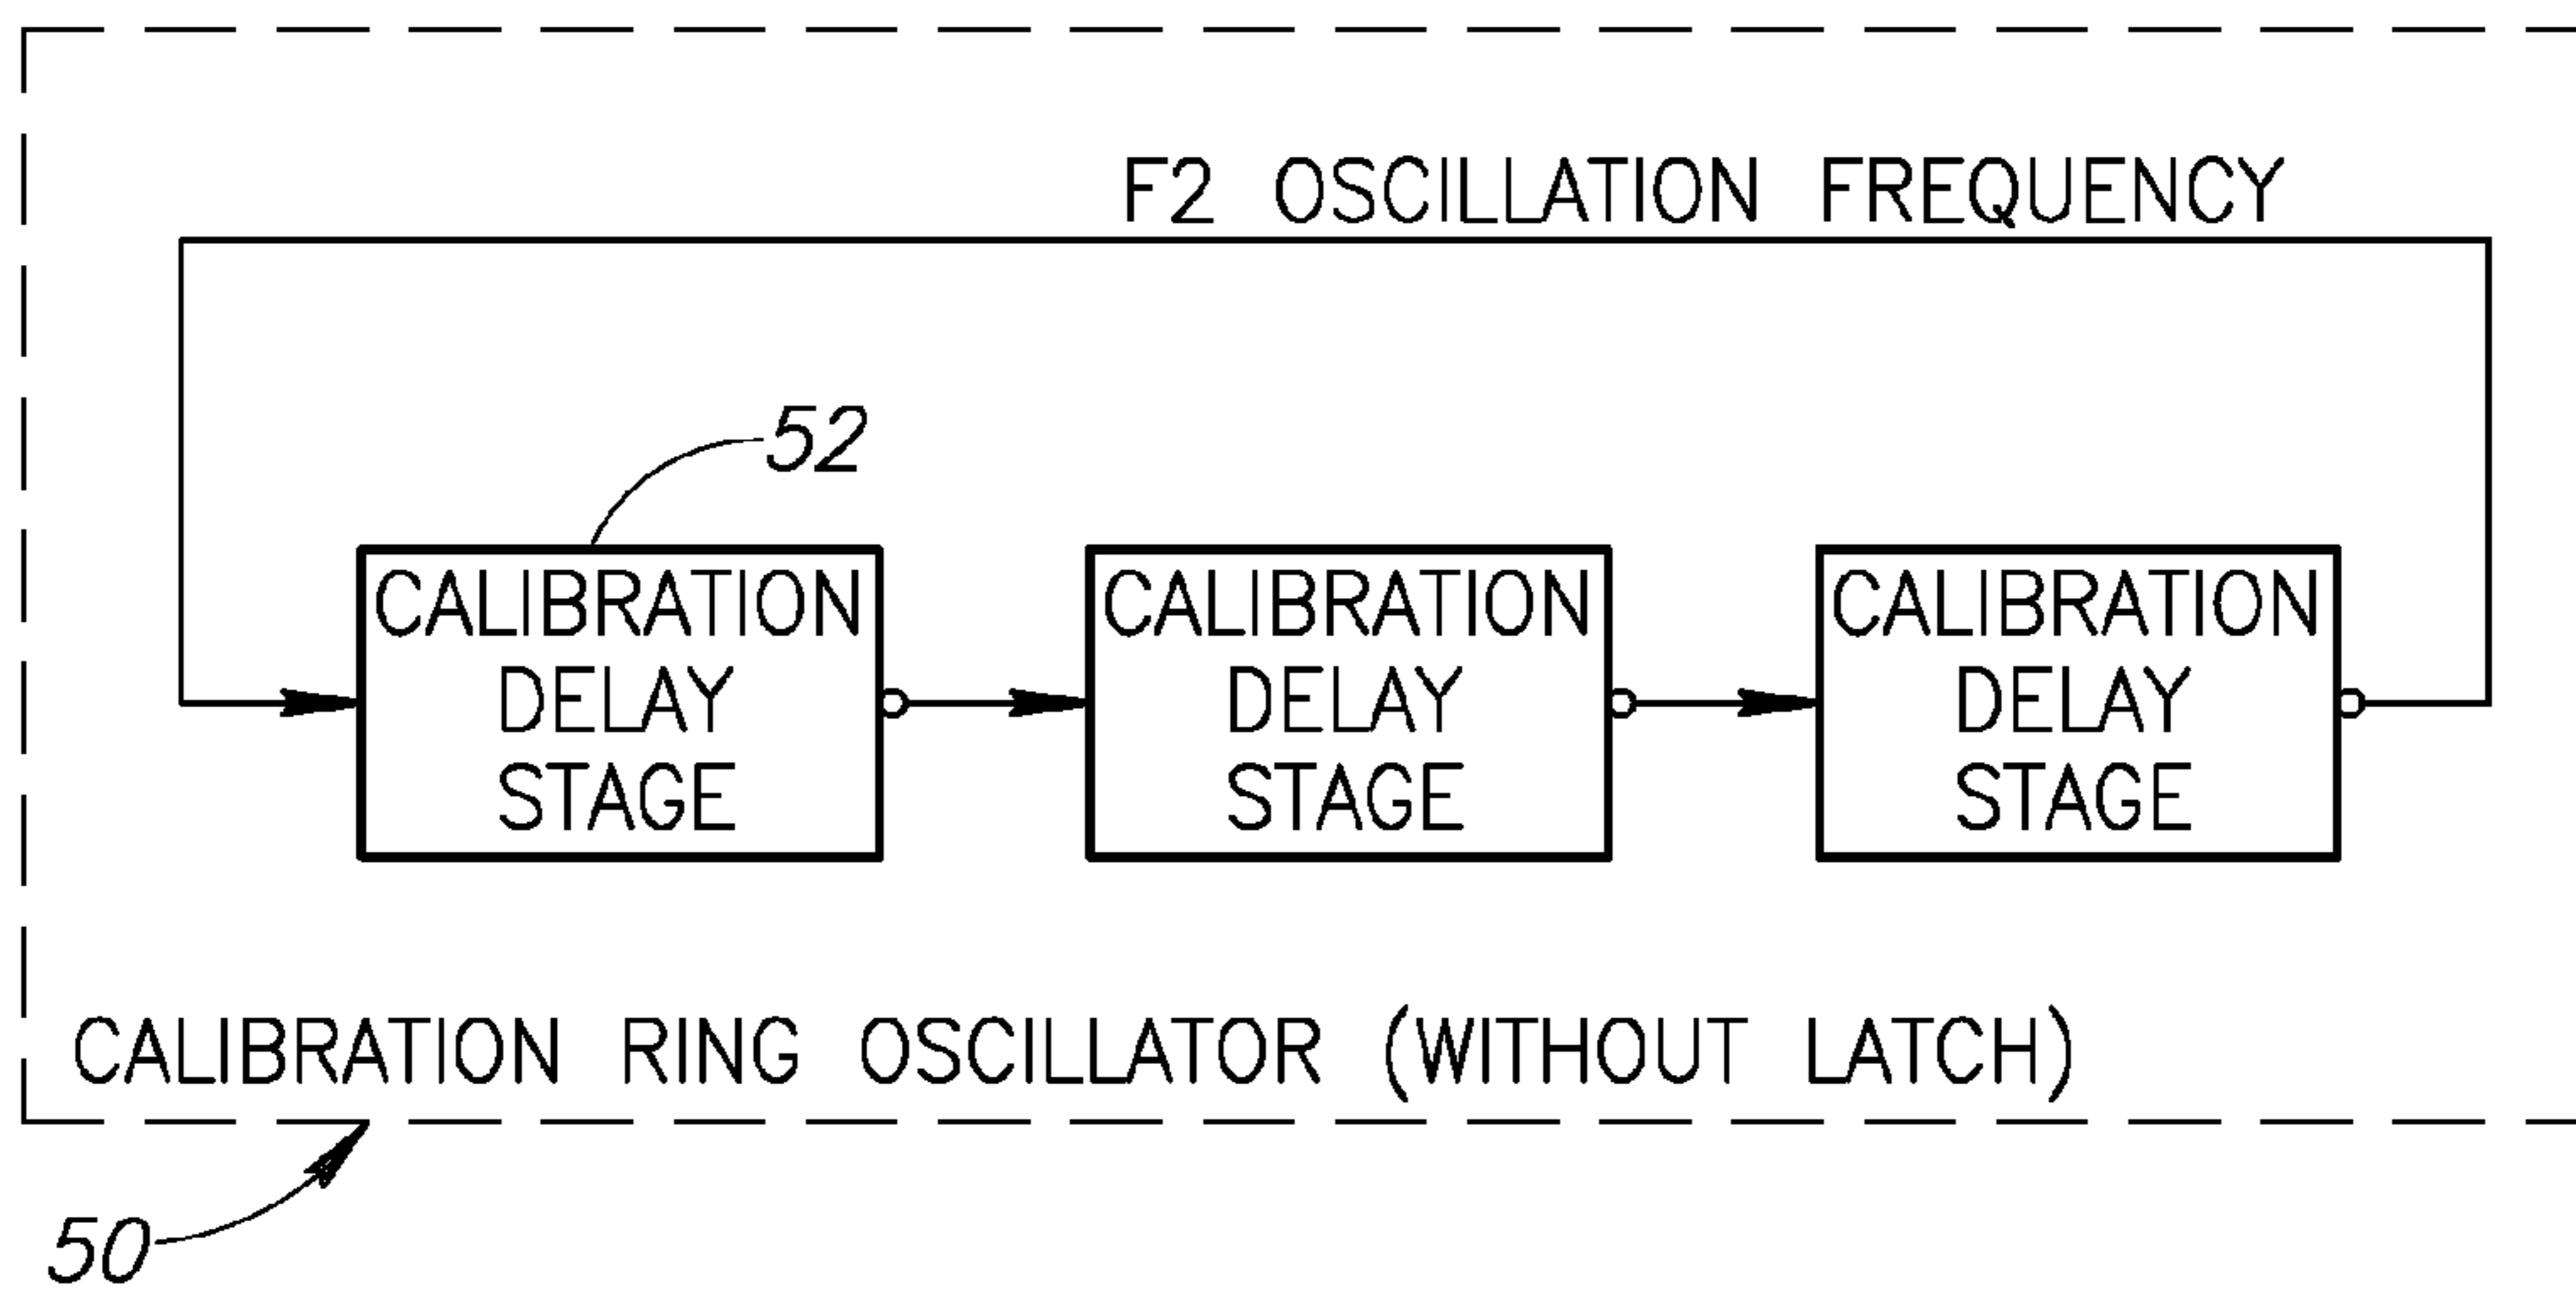 F2 OSCILLATION FREQUENCY
52
CALIBRATION
DELAY
STAGE
CALIBRATION
DELAY
STAGE
CALIBRATION
DELAY
STAGE
CALIBRATION RING OSCILLATOR (WITHOUT LATCH)
50